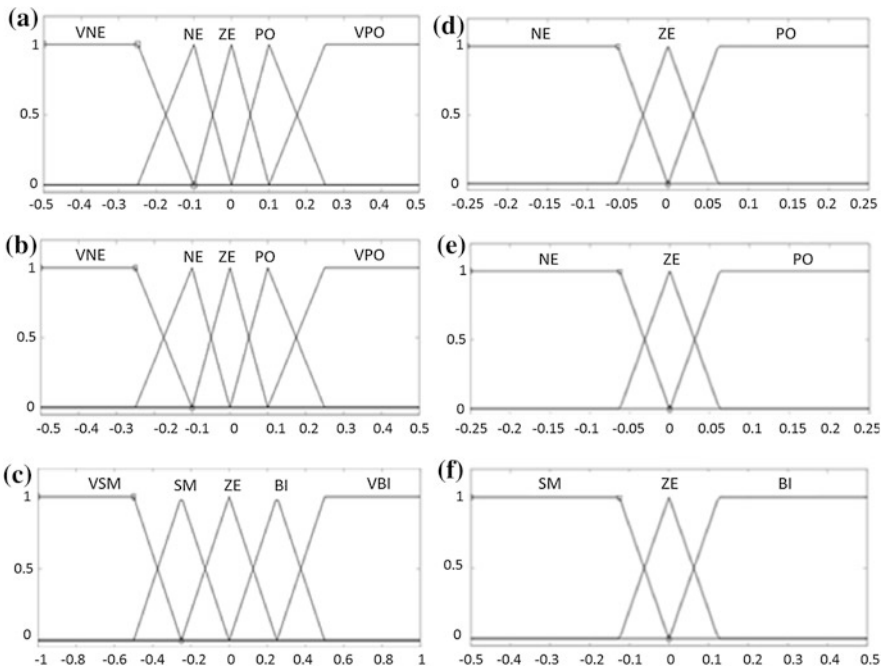 (a)
VNE NE ZE PO VPO
1
0.5
0
-0.5 -0.4 -0.3 -0.2 -0.1 0 0.1 0.2 0.3 0.4 0.5
(d)
NE ZE PO
1
0.5
0
-0.25 -0.2 -0.15 -0.1 -0.05 0 0.05 0.1 0.15 0.2 0.25
(b)
VNE NE ZE PO VPO
1
0.5
0
-0.5 -0.4 -0.3 -0.2 -0.1 0 0.1 0.2 0.3 0.4 0.5
(e)
NE ZE PO
1
0.5
0
-0.25 -0.2 -0.15 -0.1 -0.05 0 0.05 0.1 0.15 0.2 0.25
(c)
VSM SM ZE BI VBI
1
0.5
0
-1 -0.8 -0.6 -0.4 -0.2 0 0.2 0.4 0.6 0.8 1
(f)
SM ZE BI
1
0.5
0
-0.5 -0.4 -0.3 -0.2 -0.1 0 0.1 0.2 0.3 0.4 0.5